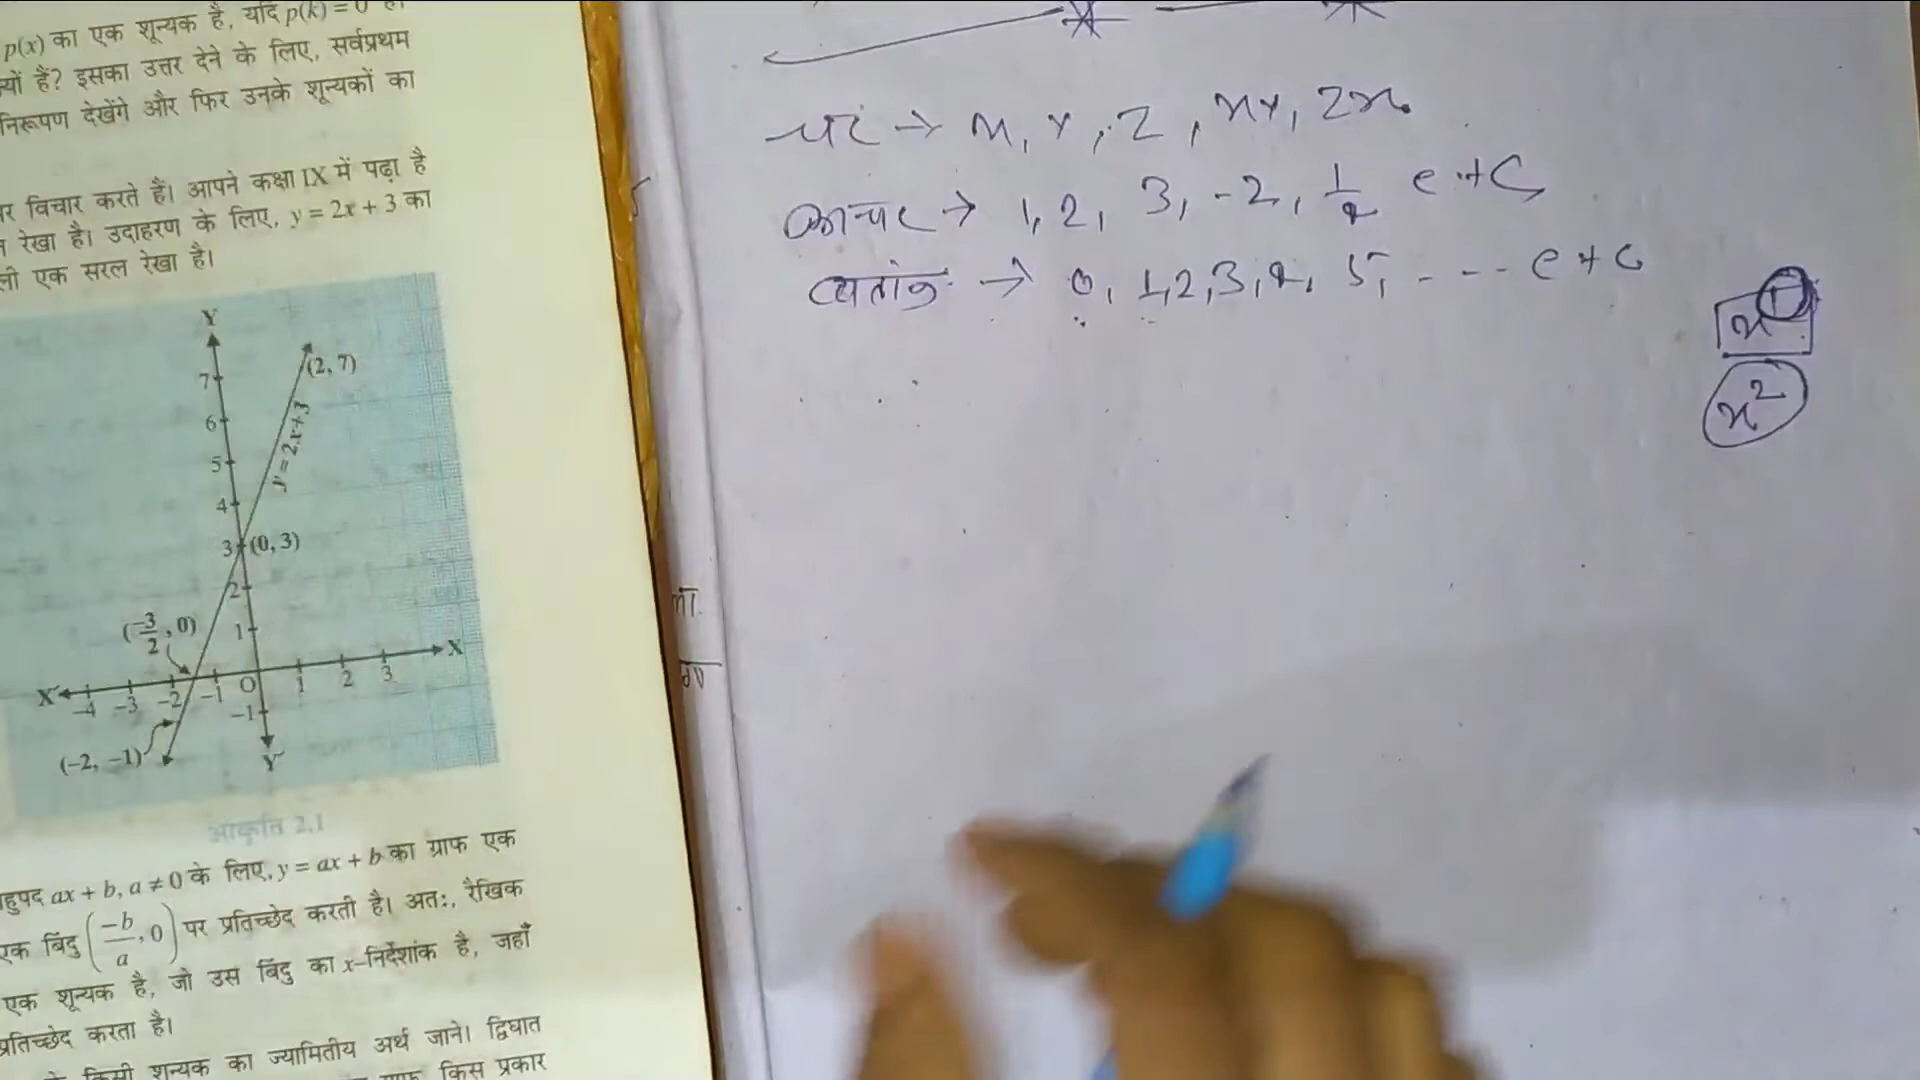 p(x) का एक शून्यक है, यदि p(k) = 0
यों हैं? इसका उत्तर देने के लिए, सर्वप्रथम
निरूपण देखेंगे और फिर उनके शून्यकों का
र विचार करते हैं। आपने कक्षा IX में पढ़ा है
रेखा है। उदाहरण के लिए, y = 2x + 3 का
ली एक सरल रेखा है।
Y
(2, 7)
7
6
y = 2x+3
5
4
3 (0, 3)
2
(-3/2, 0)
1
X' -4 -3 -2 -1 O 1 2 3 X
-1
(-2, -1)
Y'
आकृति 2.1
हुपद ax + b, a ≠ 0 के लिए, y = ax + b का ग्राफ एक
एक बिंदु (-b/a, 0) पर प्रतिच्छेद करती है। अतः, रैखिक
एक शून्यक है, जो उस बिंदु का x-निर्देशांक है, जहाँ
प्रतिच्छेद करता है।
किसी शून्यक का ज्यामितीय अर्थ जानें। द्विघात
किस प्रकार
चर → x, y, z, xy, zx
अचर → 1, 2, 3, -2, 1/2 etc
→ 0, 1, 2, 3, 4, 5, - -- etc
x¹
x²